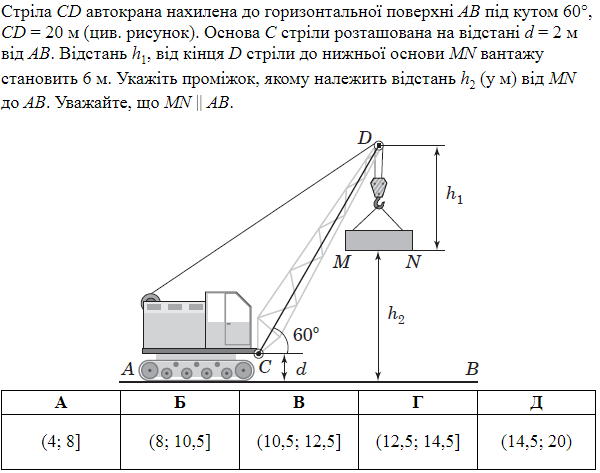 Стріла CD автокрана нахилена до горизонтальної поверхні AB під кутом 60°,
CD = 20 м (цив. рисунок). Основа C стріли розташована на відстані d = 2 м
від AB. Відстань h₁, від кінця D стріли до нижньої основи MN вантажу
становить 6 м. Укажіть проміжок, якому належить відстань h₂ (у м) від MN
до AB. Уважайте, що MN || AB.
D
h₁
M N
h₂
60°
A C d B
А Б В Г Д
(4; 8] (8; 10,5] (10,5; 12,5] (12,5; 14,5] (14,5; 20)